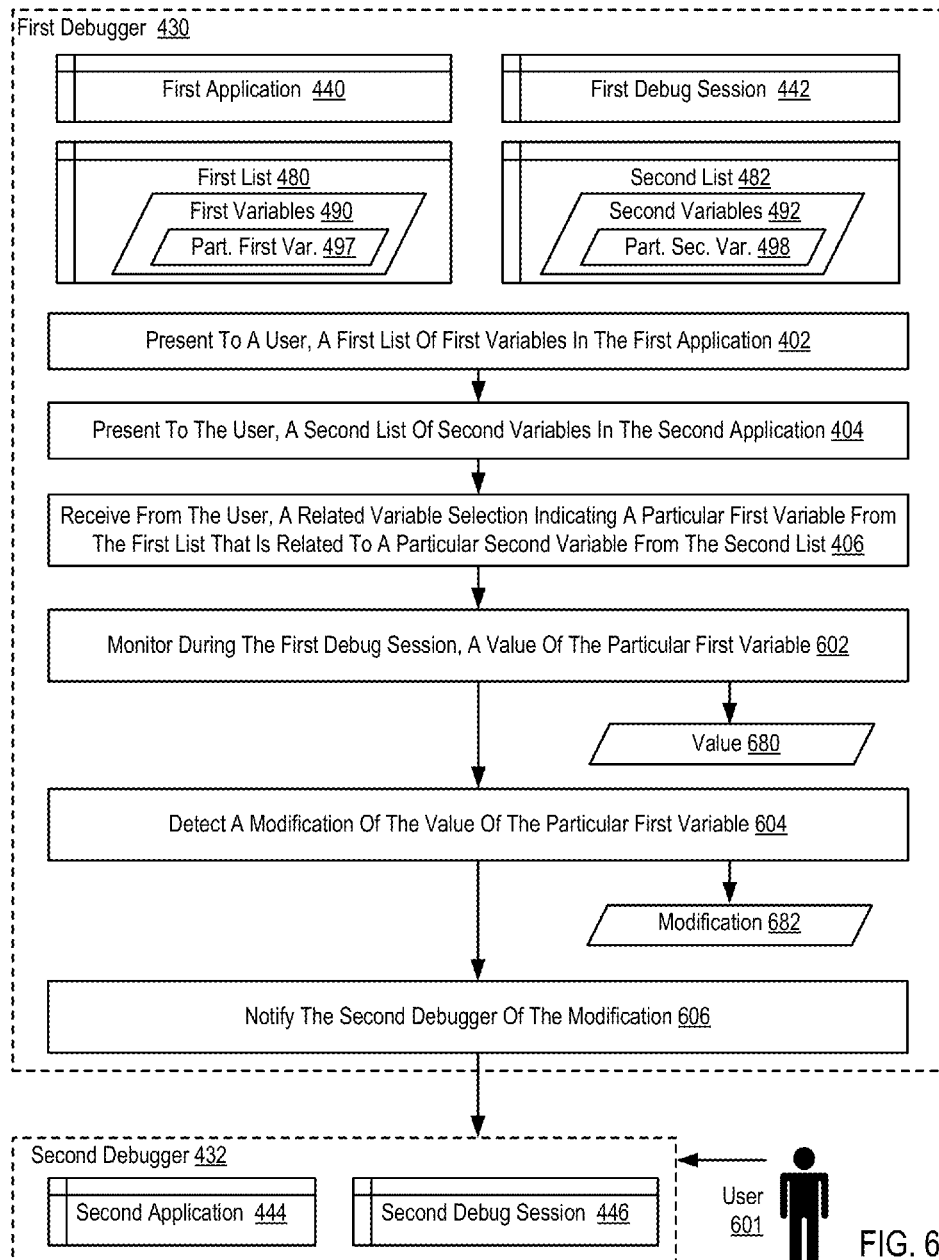 First Debugger 430
First Application 440
First Debug Session 442
First List 480
First Variables 490
Part. First Var. 497
Second List 482
Second Variables 492
Part. Sec. Var. 498
Present To A User, A First List Of First Variables In The First Application 402
Present To The User, A Second List Of Second Variables In The Second Application 404
Receive From The User, A Related Variable Selection Indicating A Particular First Variable From
The First List That Is Related To A Particular Second Variable From The Second List 406
Monitor During The First Debug Session, A Value Of The Particular First Variable 602
Value 680
Detect A Modification Of The Value Of The Particular First Variable 604
Modification 682
Notify The Second Debugger Of The Modification 606
Second Debugger 432
Second Application 444
Second Debug Session 446
User
601
FIG. 6